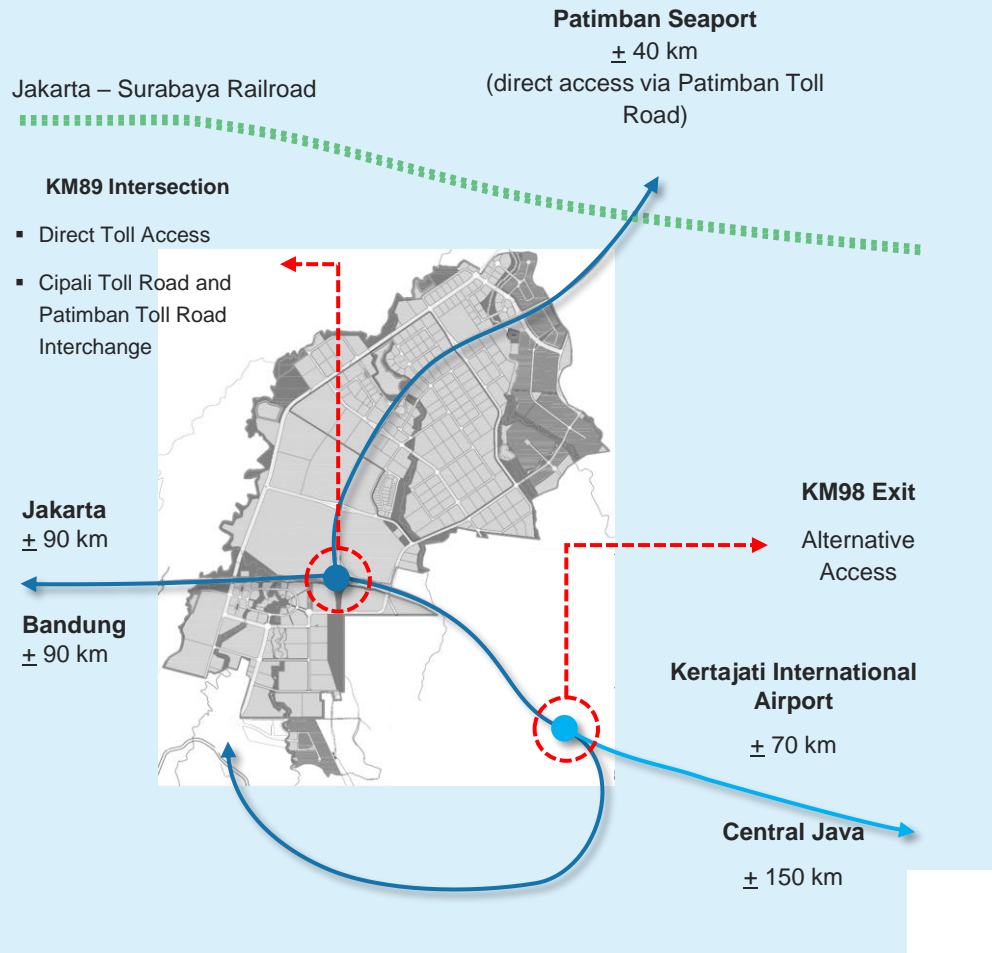 Patimban Seaport
± 40 km
(direct access via Patimban Toll
Road)
Jakarta – Surabaya Railroad
KM89 Intersection
▪ Direct Toll Access
▪ Cipali Toll Road and
Patimban Toll Road
Interchange
Jakarta
± 90 km
Bandung
± 90 km
KM98 Exit
Alternative
Access
Kertajati International
Airport
± 70 km
Central Java
± 150 km